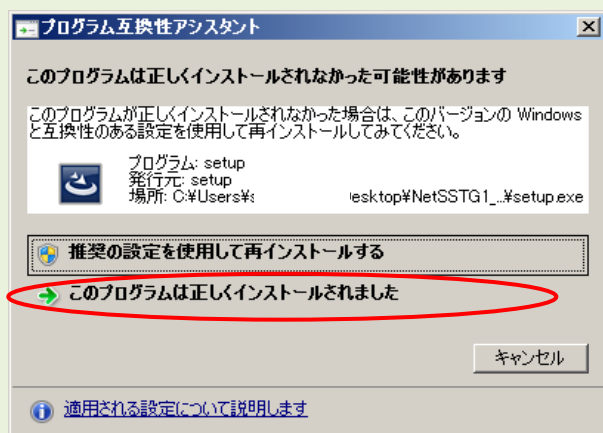 プログラム互換性アシスタント
このプログラムは正しくインストールされなかった可能性があります
このプログラムが正しくインストールされなかった場合は、このバージョンの Windows
と互換性のある設定を使用して再インストールしてみてください。
プログラム: setup
発行元: setup
場所: C:¥Users¥s esktop¥NetSSTG1_...¥setup.exe
推奨の設定を使用して再インストールする
このプログラムは正しくインストールされました
キャンセル
適用される設定について説明します